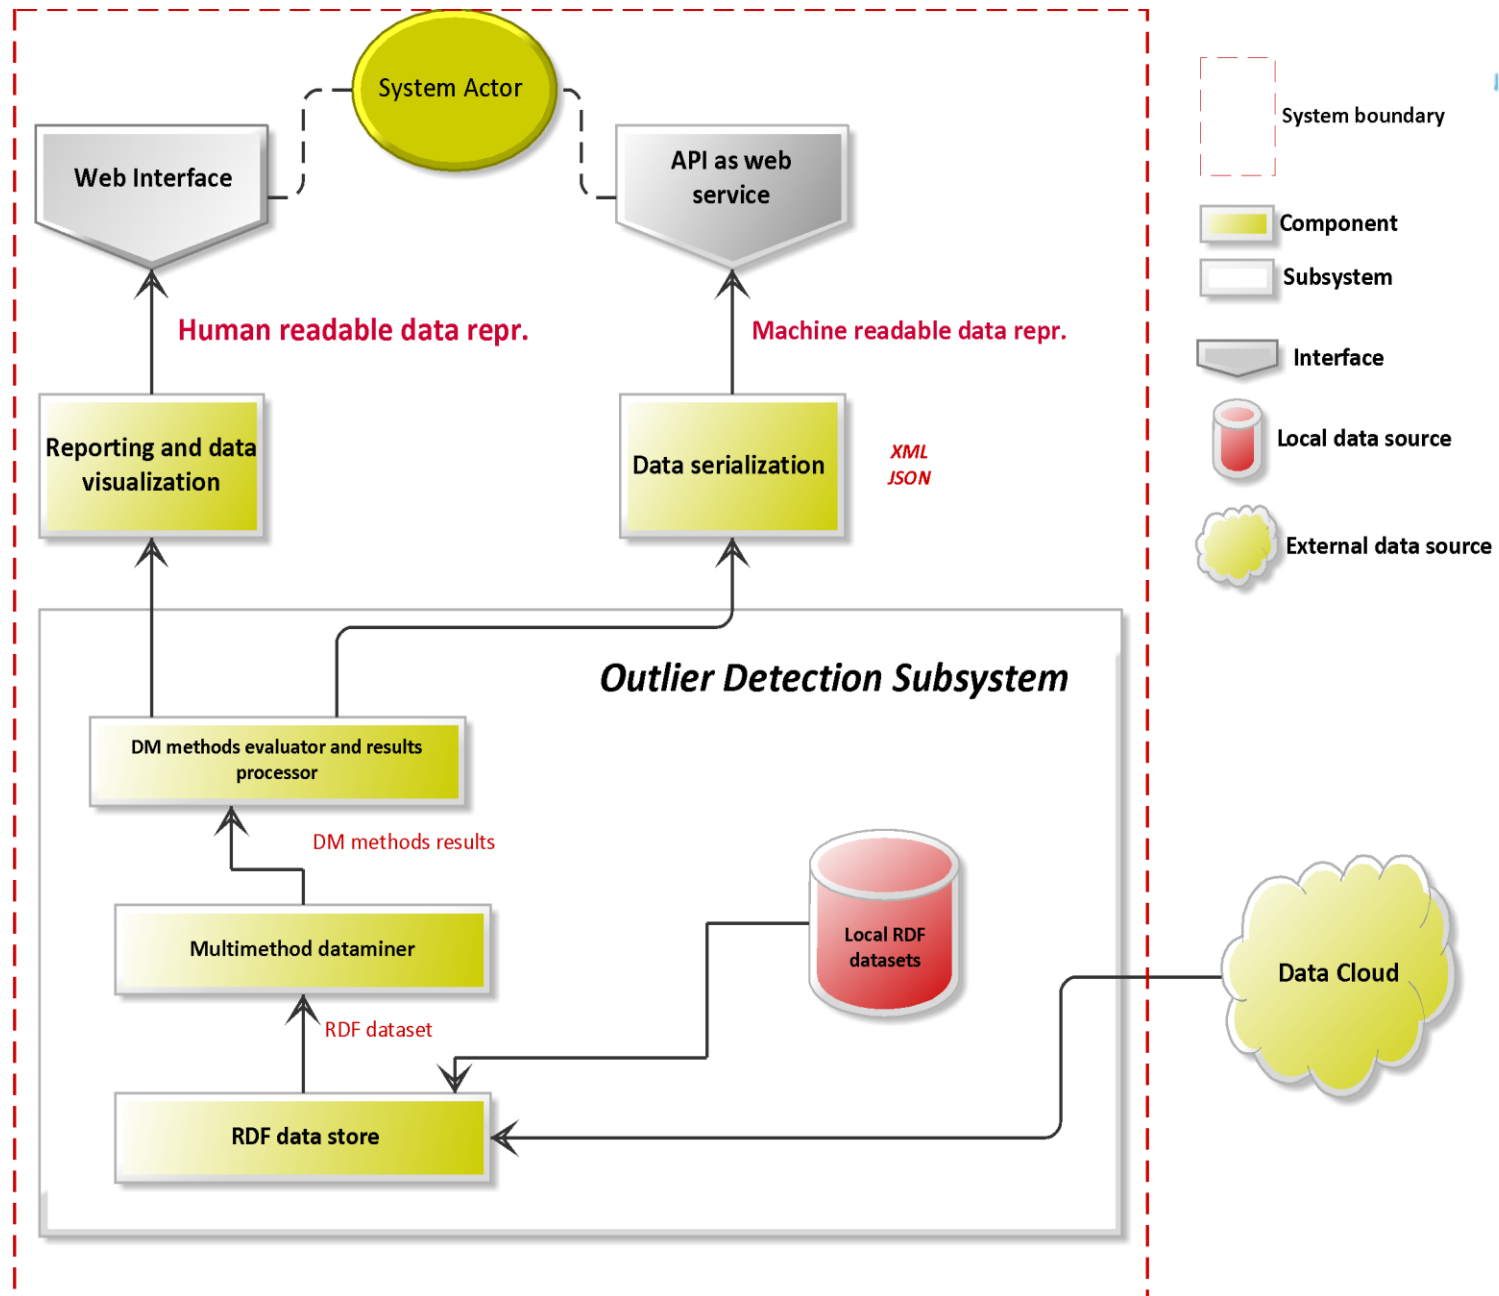 System Actor
Web Interface
API as web
service
Human readable data repr.
Machine readable data repr.
Reporting and data
visualization
Data serialization
XML
JSON
Outlier Detection Subsystem
DM methods evaluator and results
processor
DM methods results
Multimethod dataminer
RDF dataset
RDF data store
Local RDF
datasets
Data Cloud
System boundary
Component
Subsystem
Interface
Local data source
External data source